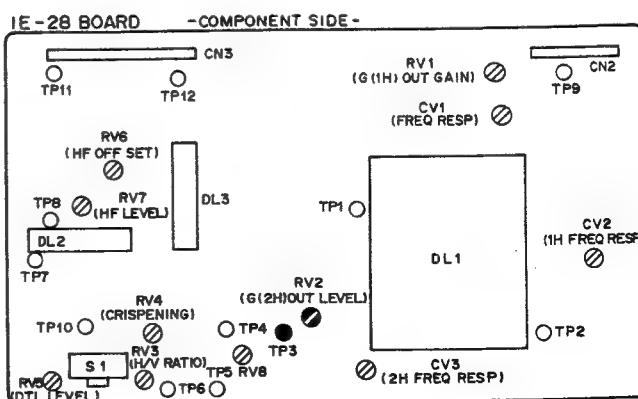 IE-28 BOARD -COMPONENT SIDE-
CN3
CN2
TP11
TP12
RV1
(G(1H) OUT GAIN)
TP9
CV1
(FREQ RESP)
RV6
(HF OFF SET)
DL3
TP8
RV7
(HF LEVEL)
TP1
DL2
TP7
DL1
CV2
(1H FREQ RESP)
RV2
(G(2H)OUT LEVEL)
RV4
(CRISPENING)
TP10
TP4
TP3
TP2
S1
RV3
(H/V RATIO)
TP5
RV8
CV3
(2H FREQ RESP)
RV5
(DTL LEVEL)
TP6